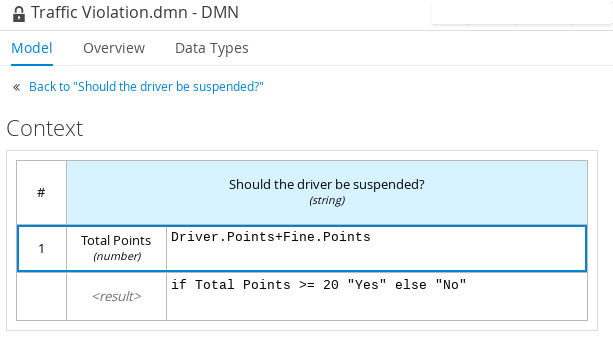 Traffic Violation.dmn - DMN
Model Overview Data Types
« Back to "Should the driver be suspended?"
Context
# Should the driver be suspended?
(string)
1 Total Points Driver.Points+Fine.Points
(number)
<result> if Total Points >= 20 "Yes" else "No"